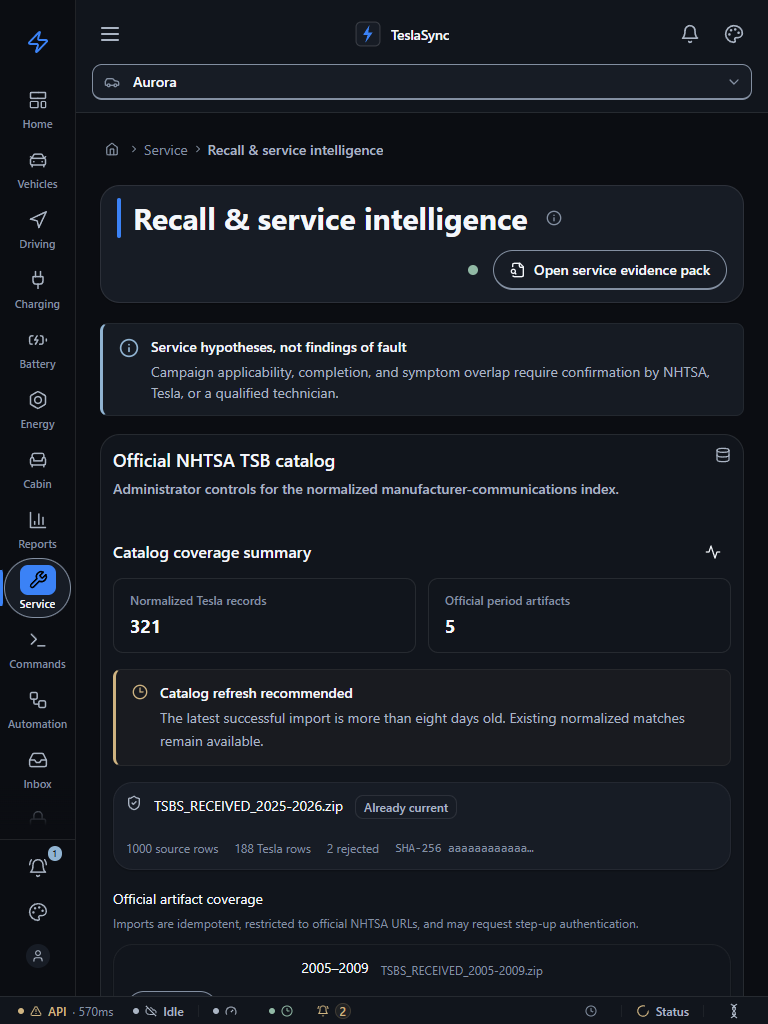 TeslaSync
Aurora
Home
Vehicles
Driving
Charging
Battery
Energy
Cabin
Reports
Service
Commands
Automation
Inbox
1
Service > Recall & service intelligence
Recall & service intelligence
Open service evidence pack
Service hypotheses, not findings of fault
Campaign applicability, completion, and symptom overlap require confirmation by NHTSA,
Tesla, or a qualified technician.
Official NHTSA TSB catalog
Administrator controls for the normalized manufacturer-communications index.
Catalog coverage summary
Normalized Tesla records
321
Official period artifacts
5
Catalog refresh recommended
The latest successful import is more than eight days old. Existing normalized matches
remain available.
TSBS_RECEIVED_2025-2026.zip Already current
1000 source rows 188 Tesla rows 2 rejected SHA-256 aaaaaaaaaaaa…
Official artifact coverage
Imports are idempotent, restricted to official NHTSA URLs, and may request step-up authentication.
2005–2009 TSBS_RECEIVED_2005-2009.zip
API · 570ms Idle 2 Status